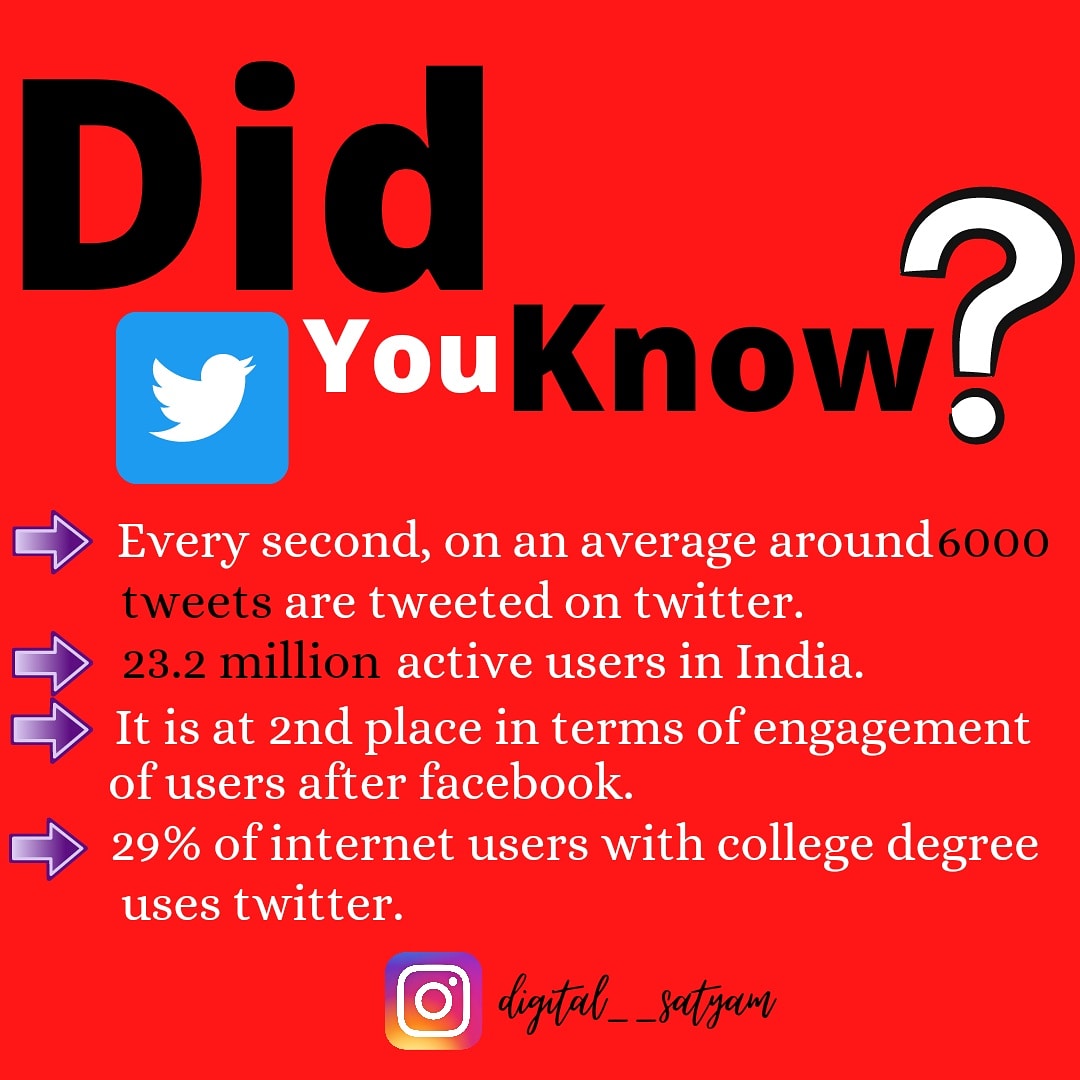 Did
You Know ?
Every second, on an average around 6000
tweets are tweeted on twitter.
23.2 million active users in India.
It is at 2nd place in terms of engagement
of users after facebook.
29% of internet users with college degree
uses twitter.
digital__satyam